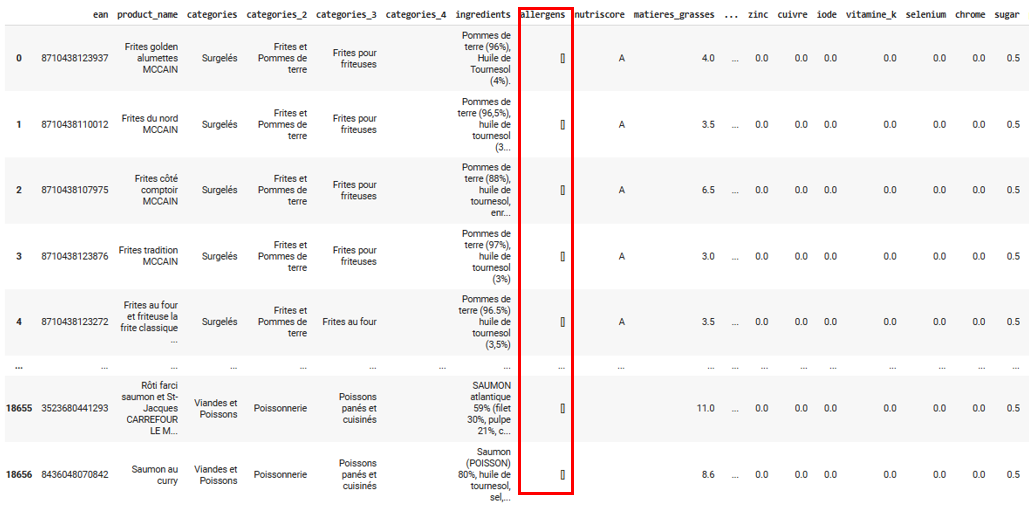 ean product_name categories categories_2 categories_3 categories_4 ingredients allergens nutriscore matieres_grasses ... zinc cuivre iode vitamine_k selenium chrome sugar
0 8710438123937 Frites golden alumettes MCCAIN Surgelés Frites et Pommes de terre Frites pour friteuses Pommes de terre (96%), Huile de Tournesol (4%). [] A 4.0 ... 0.0 0.0 0.0 0.0 0.0 0.0 0.5
1 8710438110012 Frites du nord MCCAIN Surgelés Frites et Pommes de terre Frites pour friteuses Pommes de terre (96,5%), huile de tournesol (3... [] A 3.5 ... 0.0 0.0 0.0 0.0 0.0 0.0 0.5
2 8710438107975 Frites côté comptoir MCCAIN Surgelés Frites et Pommes de terre Frites pour friteuses Pommes de terre (88%), huile de tournesol, enr... [] A 6.5 ... 0.0 0.0 0.0 0.0 0.0 0.0 0.5
3 8710438123876 Frites tradition MCCAIN Surgelés Frites et Pommes de terre Frites pour friteuses Pommes de terre (97%), huile de tournesol (3%) [] A 3.0 ... 0.0 0.0 0.0 0.0 0.0 0.0 0.5
4 8710438123272 Frites au four et friteuse la frite classique ... Surgelés Frites et Pommes de terre Frites au four Pommes de terre (96.5%) huile de tournesol (3,5%) [] A 3.5 ... 0.0 0.0 0.0 0.0 0.0 0.0 0.5
... ... ... ... ... ... ... ... ... ... ... ... ... ... ... ... ... ... ...
18655 3523680441293 Rôti farci saumon et St-Jacques CARREFOUR LE M... Viandes et Poissons Poissonnerie Poissons panés et cuisinés SAUMON atlantique 59% (filet 30%, pulpe 21%, c... [] 11.0 ... 0.0 0.0 0.0 0.0 0.0 0.0 0.5
18656 8436048070842 Saumon au curry Viandes et Poissons Poissonnerie Poissons panés et cuisinés Saumon (POISSON) 80%, huile de tournesol, sel,... [] 8.6 ... 0.0 0.0 0.0 0.0 0.0 0.0 0.5